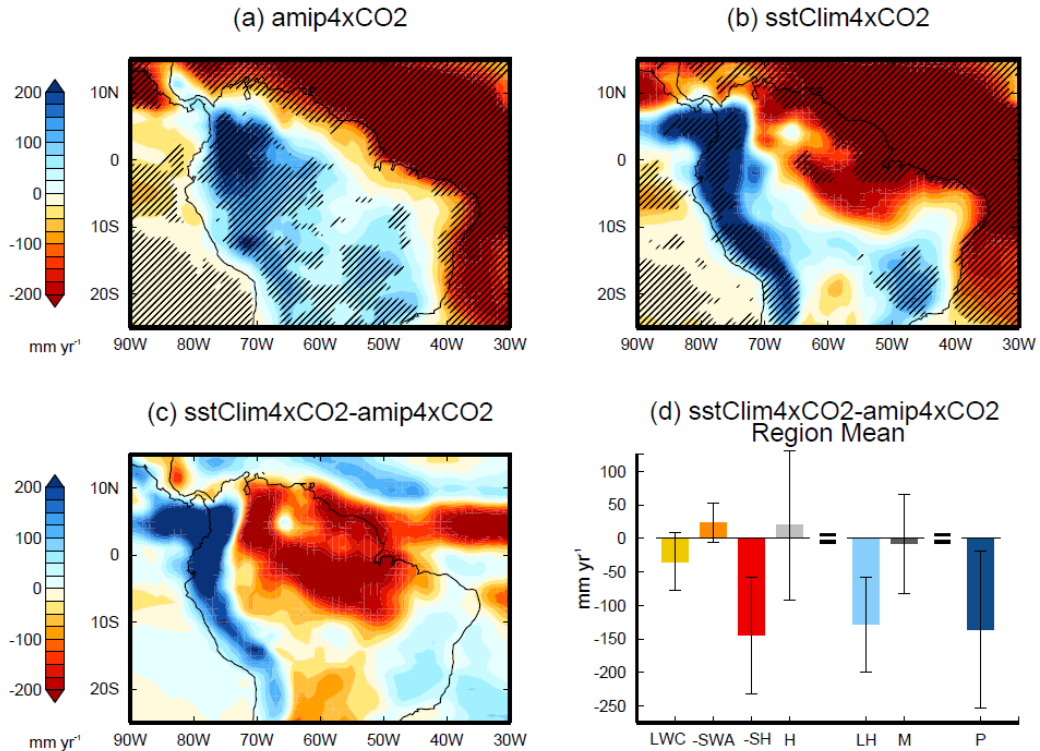 (a) amip4xCO2
(b) sstClim4xCO2
200
100
0
-100
-200
mm yr⁻¹
10N
0
10S
20S
90W 80W 70W 60W 50W 40W 30W
10N
0
10S
20S
90W 80W 70W 60W 50W 40W 30W
(c) sstClim4xCO2-amip4xCO2
(d) sstClim4xCO2-amip4xCO2
Region Mean
200
100
0
-100
-200
mm yr⁻¹
10N
0
10S
20S
90W 80W 70W 60W 50W 40W 30W
mm yr⁻¹
100
50
0
-50
-100
-150
-200
-250
= =
LWC -SWA -SH H LH M P